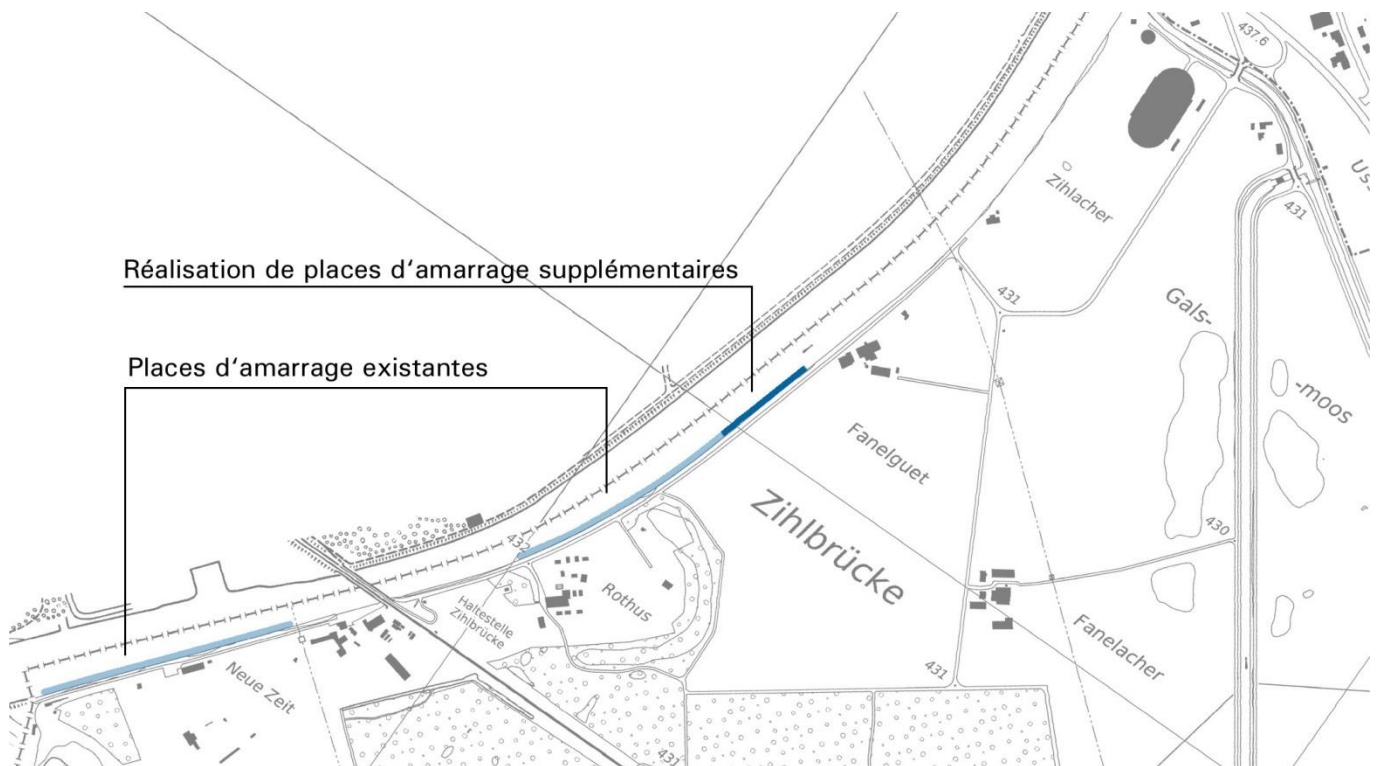 437.6
Us
Zihlacher
431
Réalisation de places d‘amarrage supplémentaires
431
Gals-
Places d‘amarrage existantes
-moos
Fanelguet
Zihlbrücke
432
430
Rothus
Haltestelle
Zihlbrücke
Fanelacher
Neue Zeit
431
431